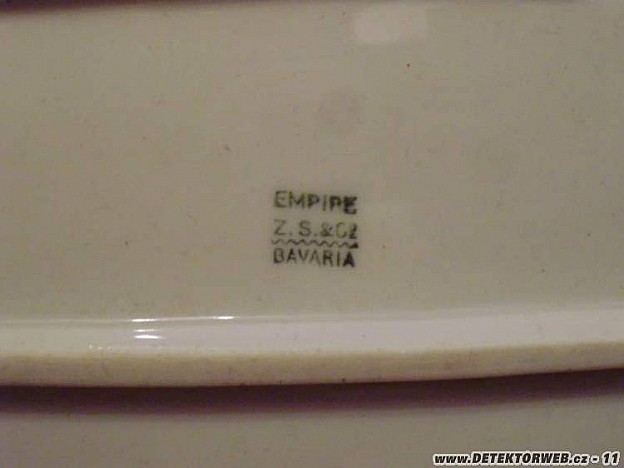 EMPIRE
Z. S. & Co
BAVARIA
www.DETEKTORWEB.cz - 11